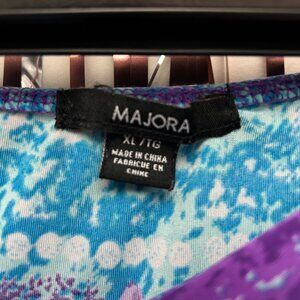 MAJORA
XL/TG
MADE IN CHINA
FABRIQUE EN
CHINE